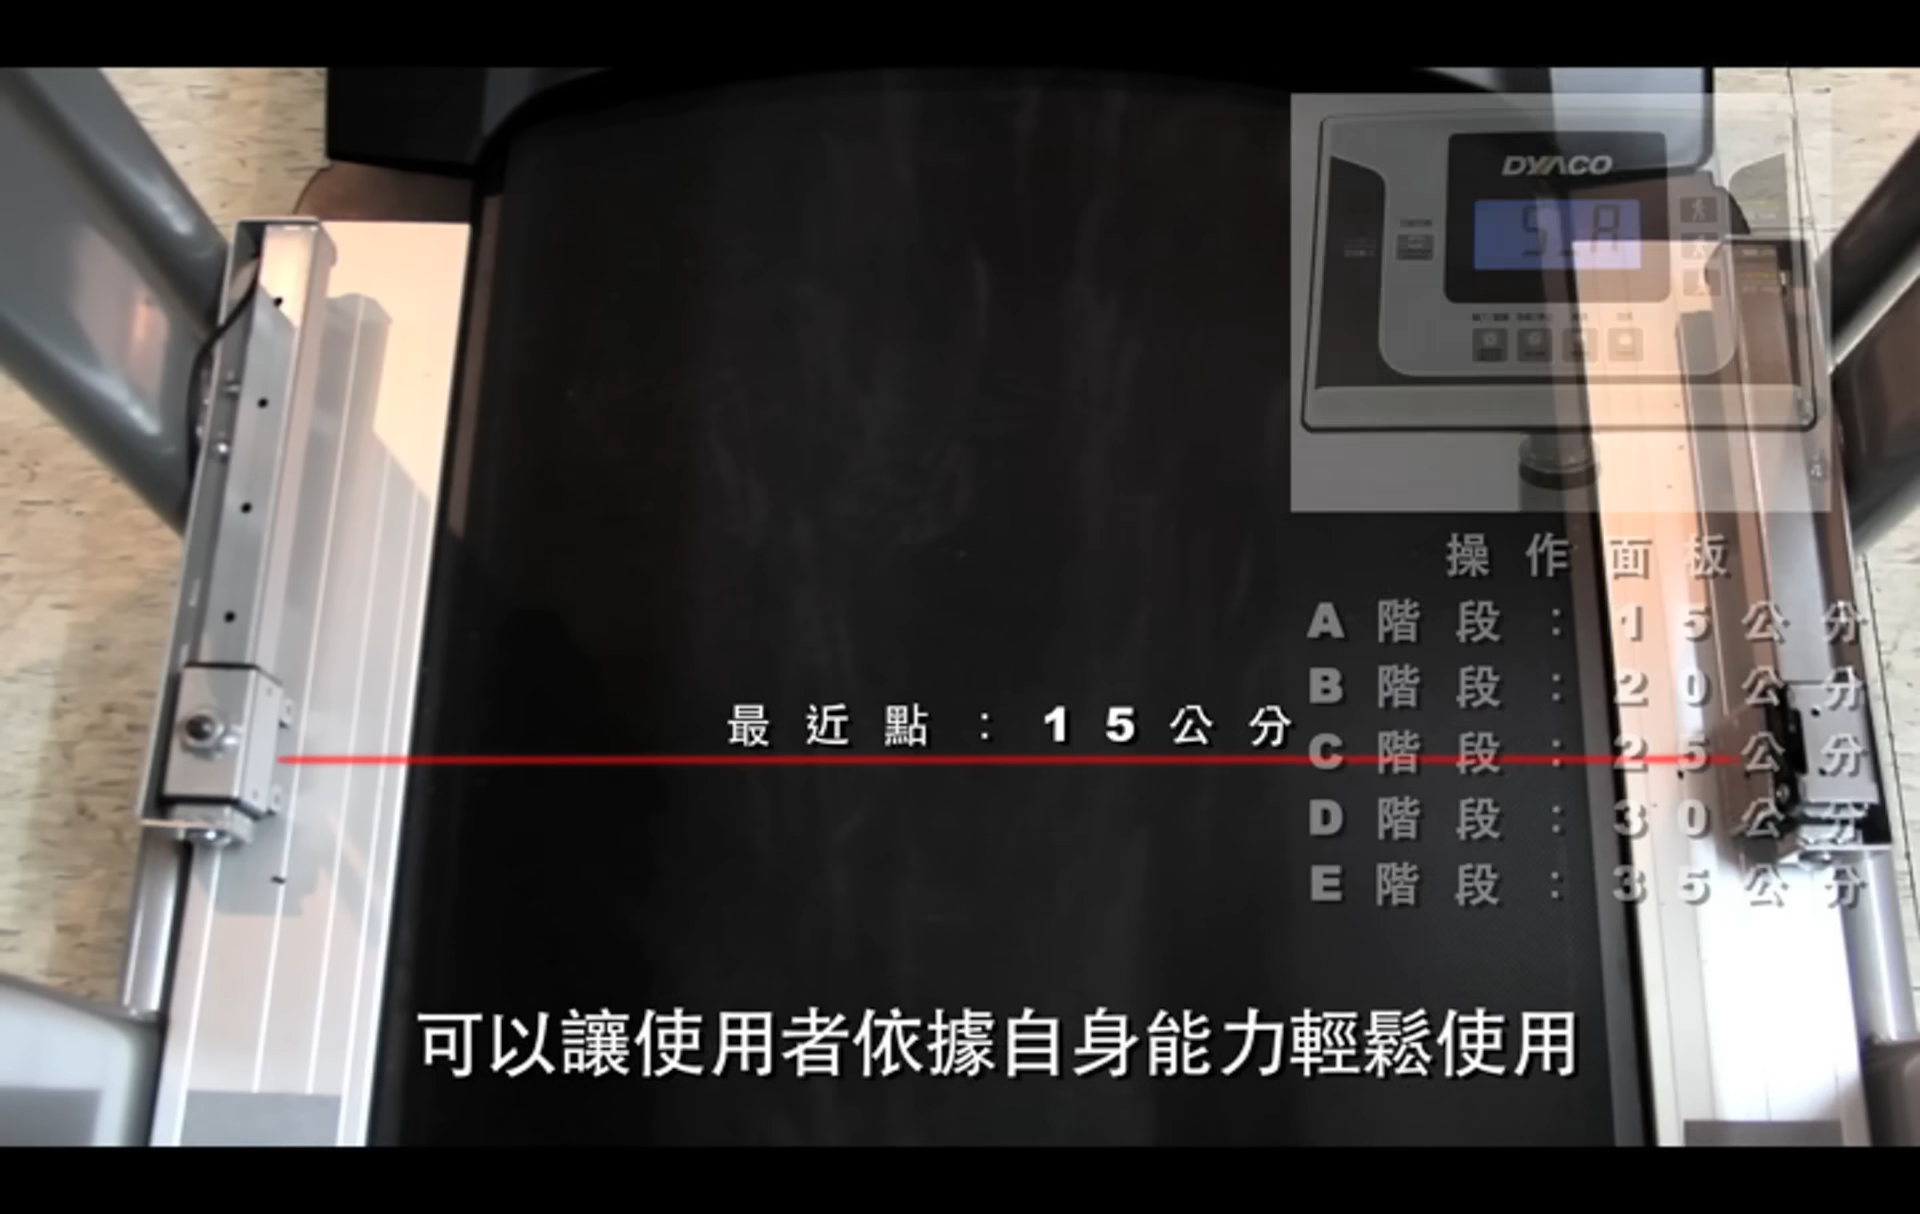 DYACO
S_A
操作面板
A階段：15公分
B階段：20公分
最近點：15公分
C階段：25公分
D階段：30公分
E階段：35公分
可以讓使用者依據自身能力輕鬆使用